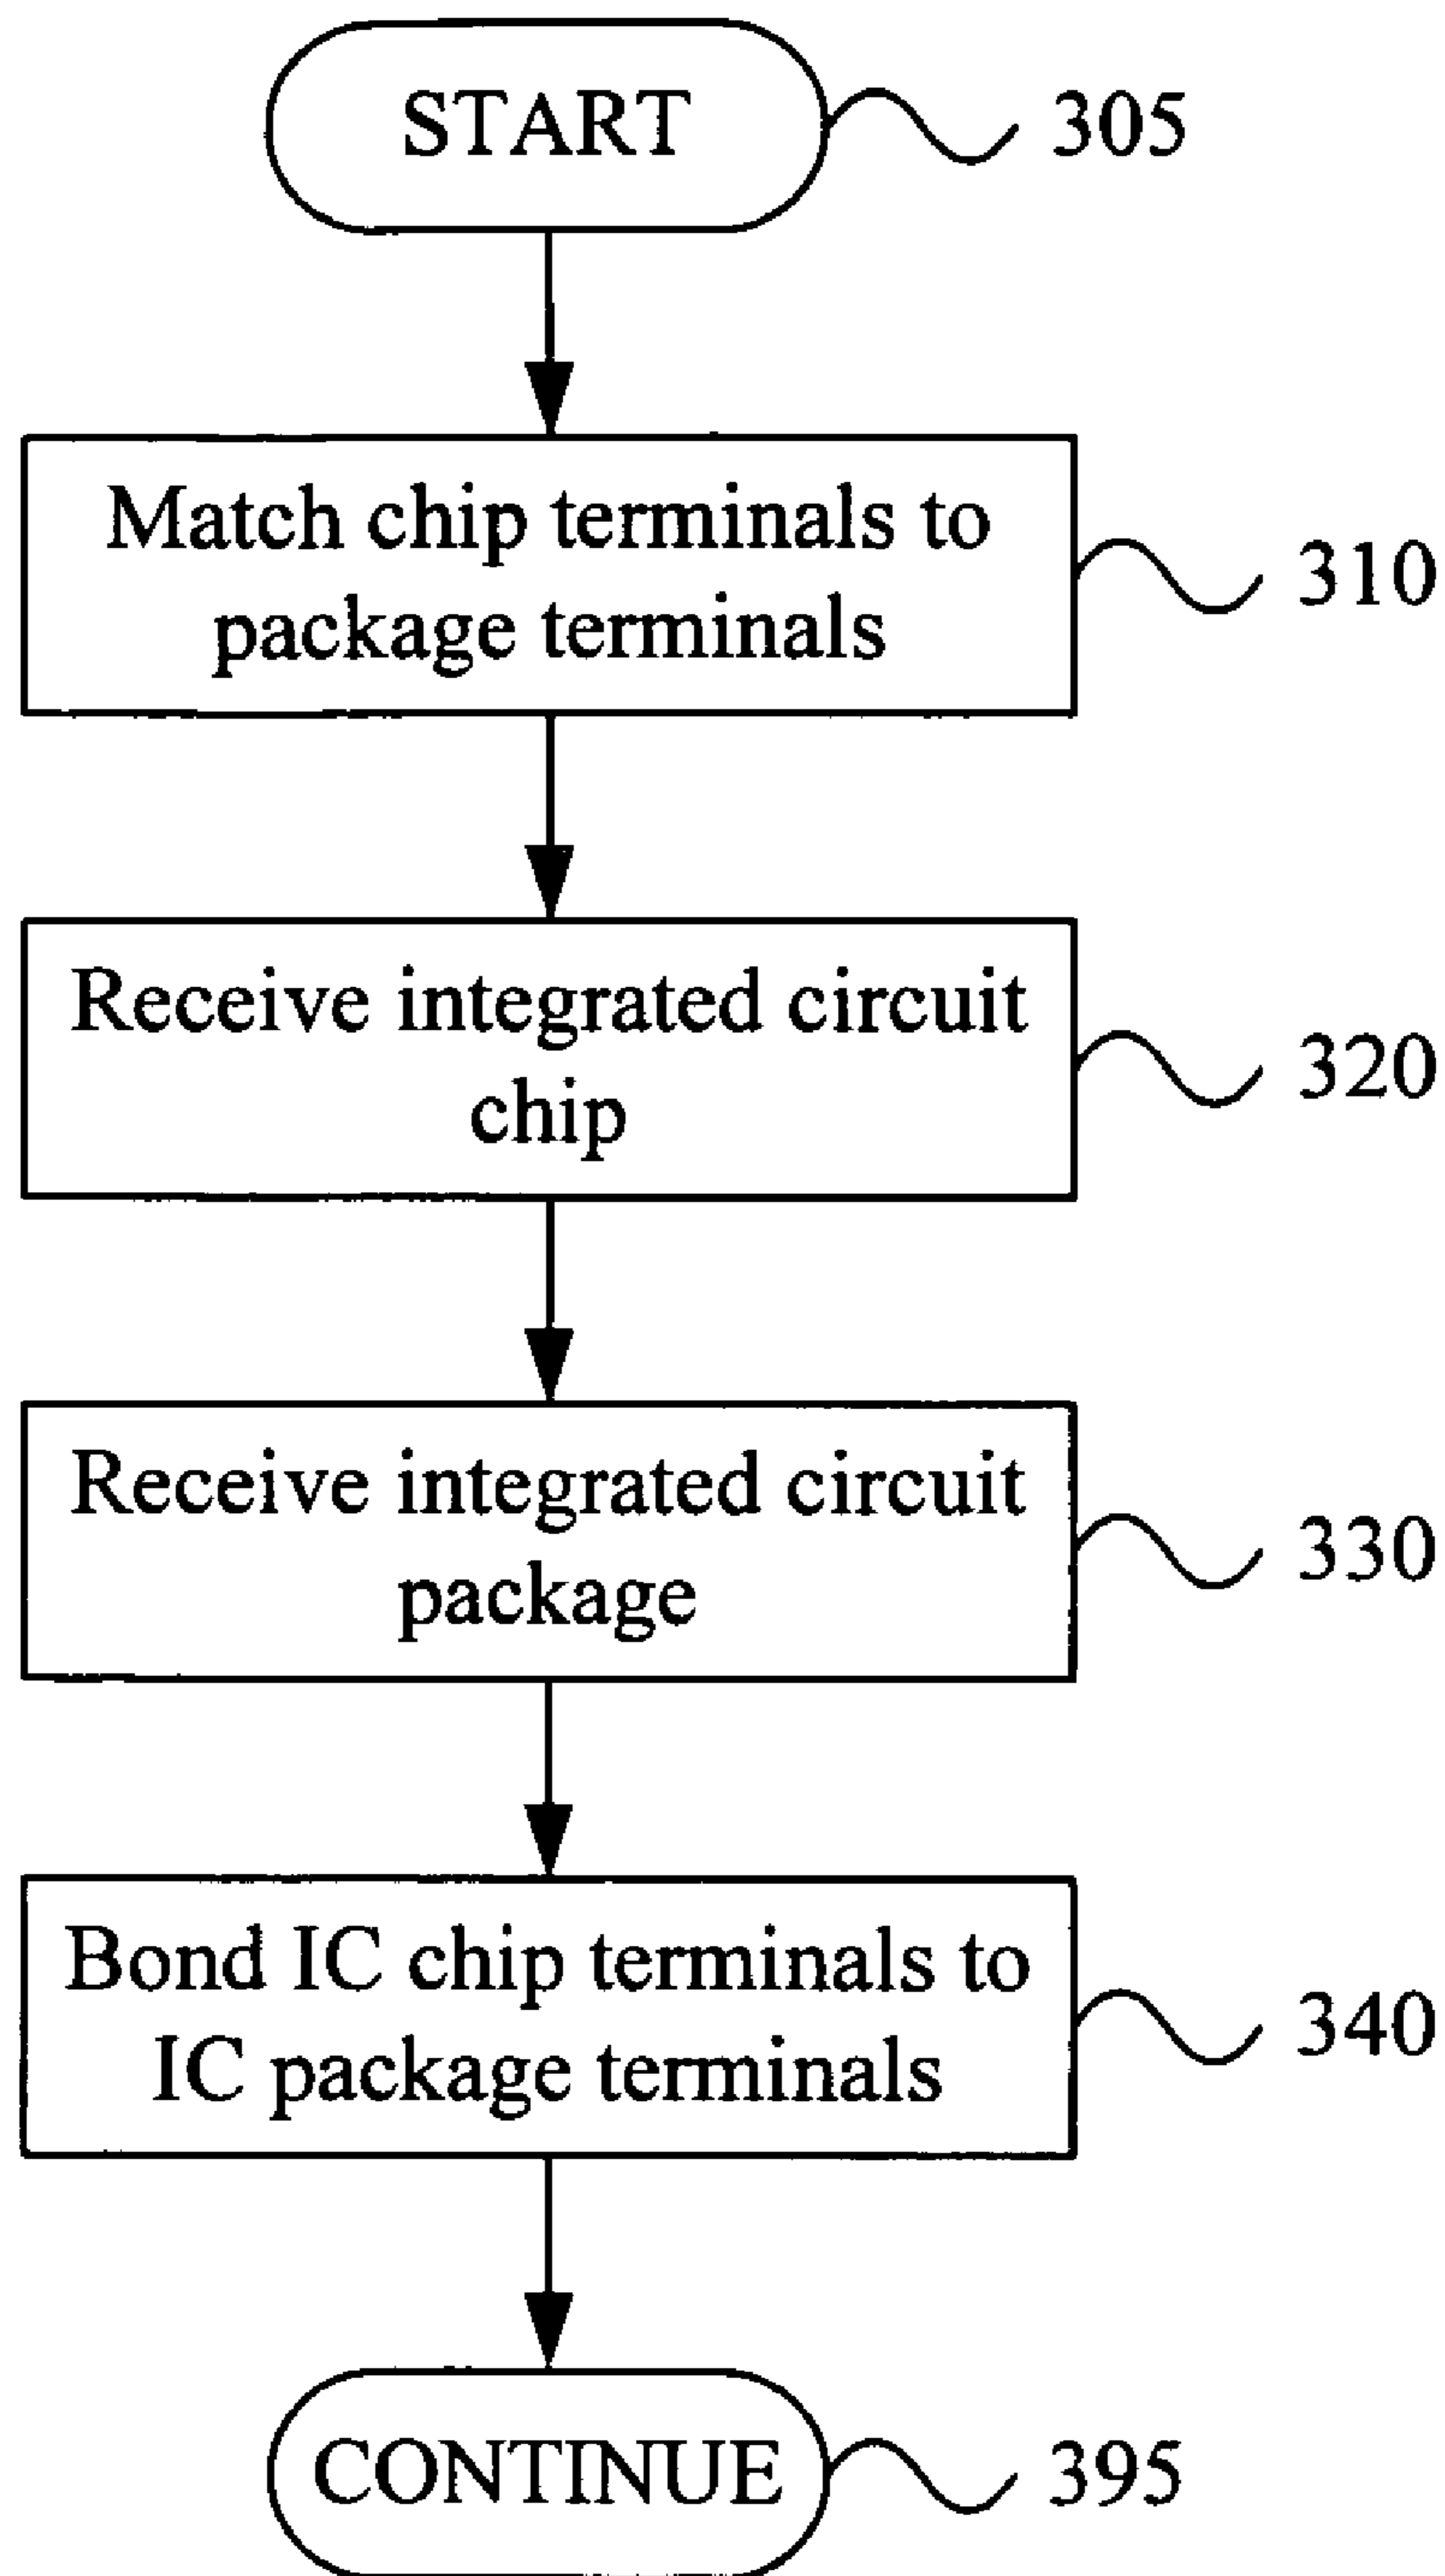 START
305
Match chip terminals to
package terminals
310
Receive integrated circuit
chip
320
Receive integrated circuit
package
330
Bond IC chip terminals to
IC package terminals
340
CONTINUE
395